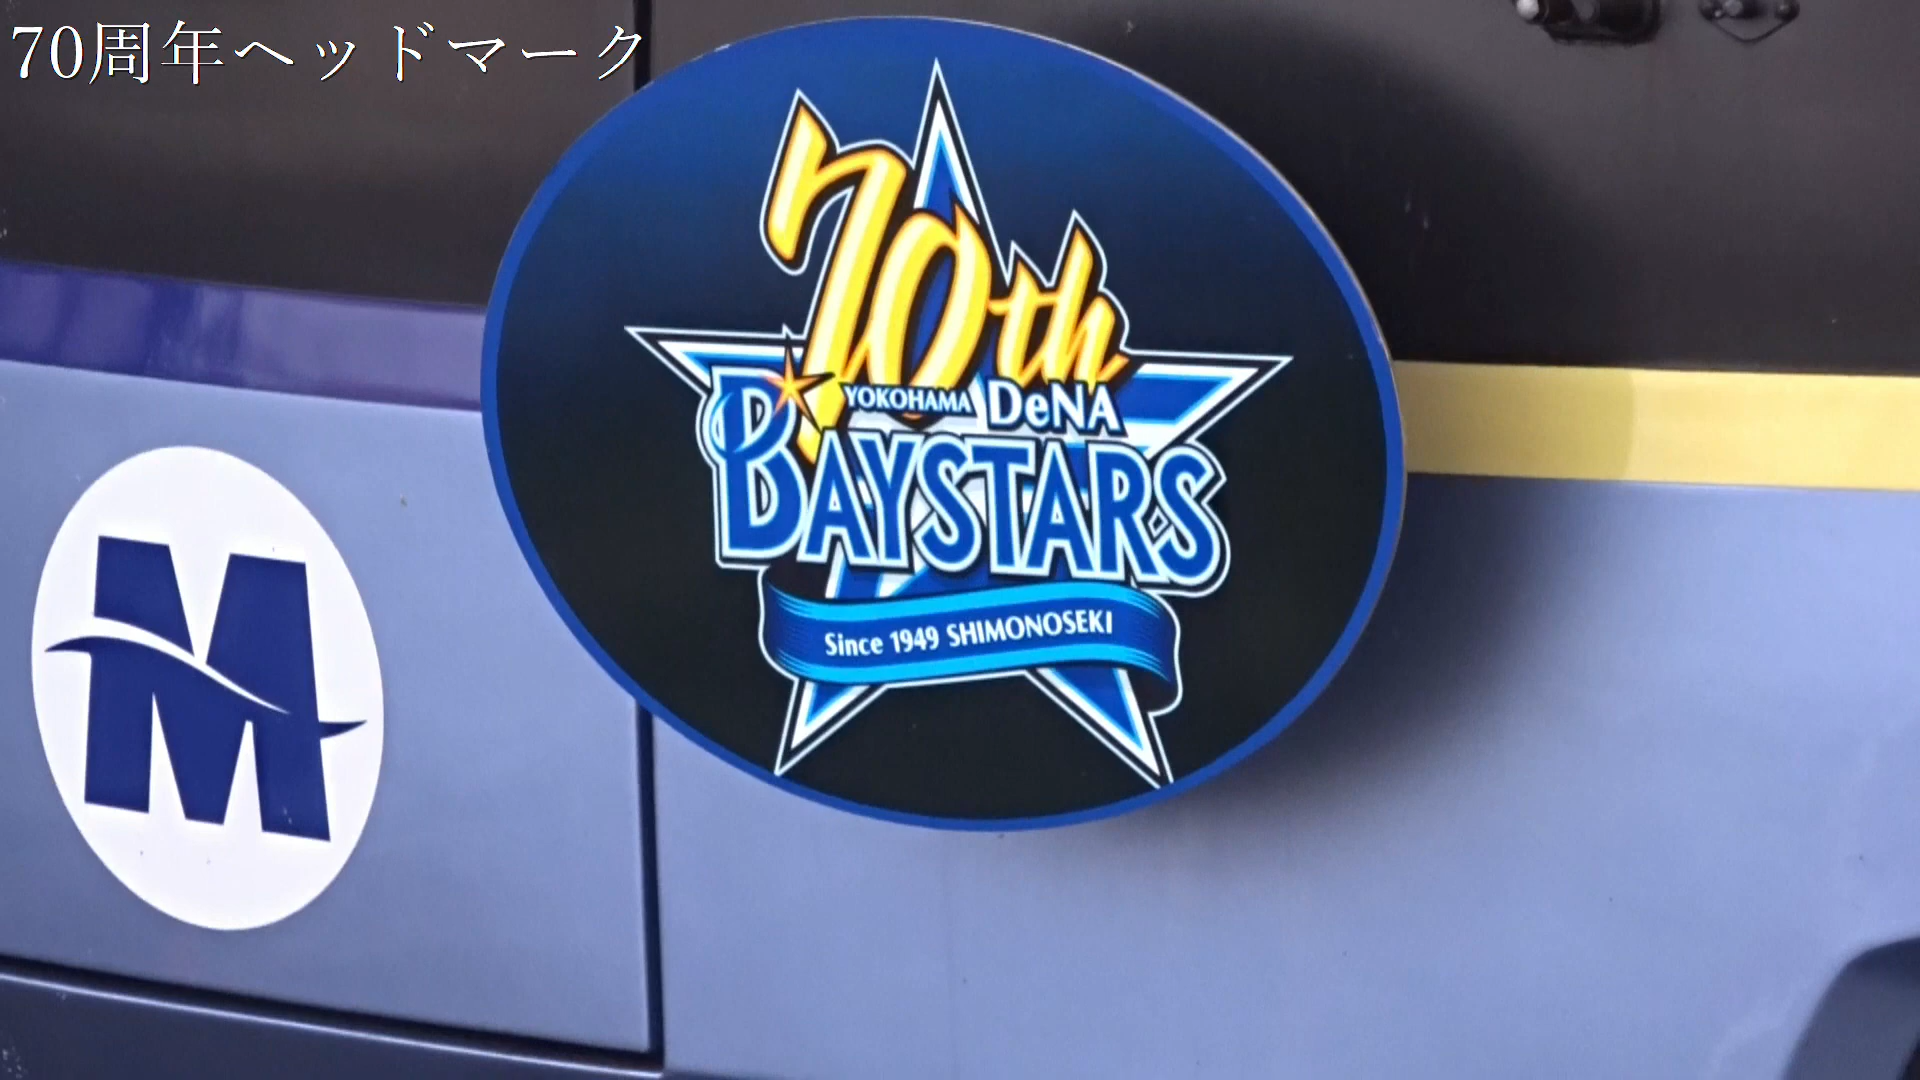 70周年ヘッドマーク
70th
YOKOHAMA DeNA
BAYSTARS
Since 1949 SHIMONOSEKI
M